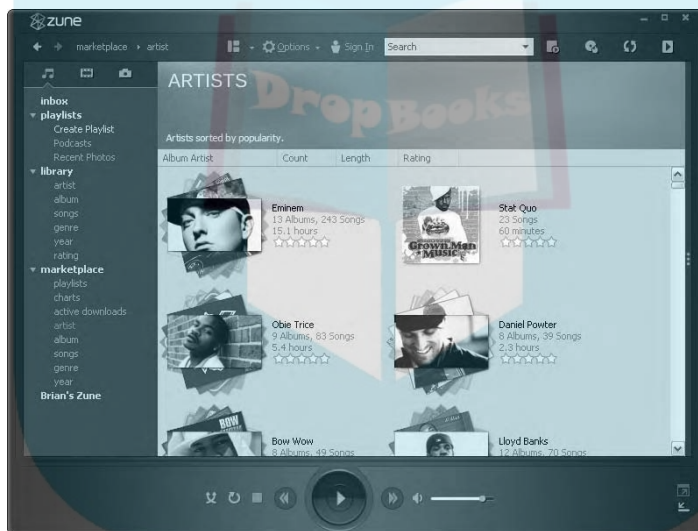 zune
marketplace ▸ artist
Options
Sign In
Search
inbox
playlists
Create Playlist
Podcasts
Recent Photos
library
artist
album
songs
genre
year
rating
marketplace
playlists
charts
active downloads
artist
album
songs
genre
year
Brian's Zune
ARTISTS
DropBooks
Artists sorted by popularity.
Album Artist Count Length Rating
Eminem
13 Albums, 243 Songs
15.1 hours
Stat Quo
23 Songs
60 minutes
Grown Man
Music
Obie Trice
9 Albums, 83 Songs
5.4 hours
Daniel Powter
8 Albums, 39 Songs
2.3 hours
BOW
Bow Wow
8 Albums, 49 Songs
Lloyd Banks
12 Albums, 70 Songs